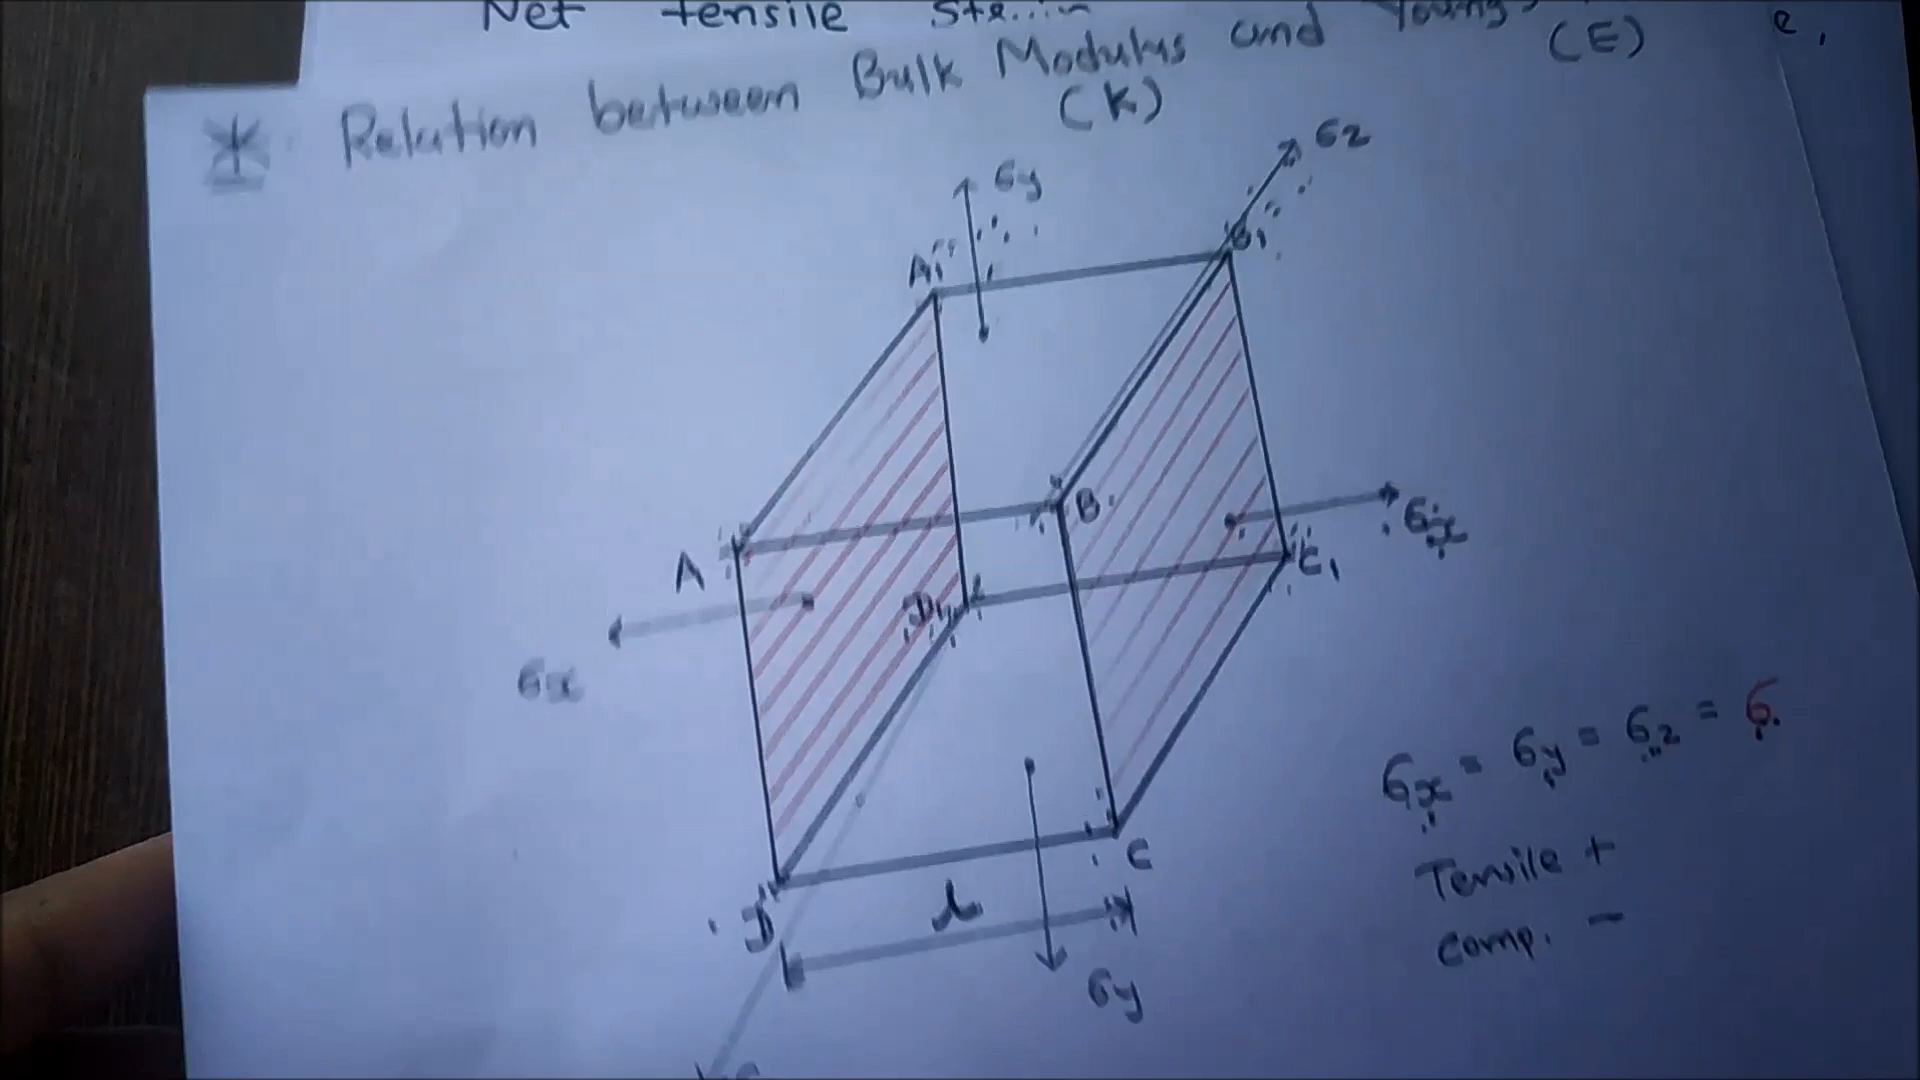 Net tensile
* Relation between Bulk Modulus and Young's
(K) (E) e,
σz
σy
A1 B1
A B
σx
D1 C1
σx
σx = σy = σz = σ.
D C
Tensile +
l
comp. -
σy